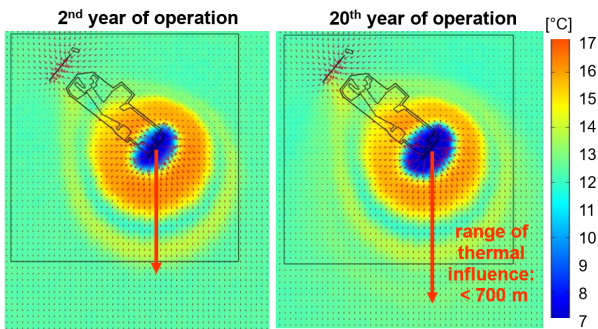 2nd year of operation
20th year of operation
[°C]
17
16
15
14
13
12
11
10
9
8
7
range of
thermal
influence:
< 700 m